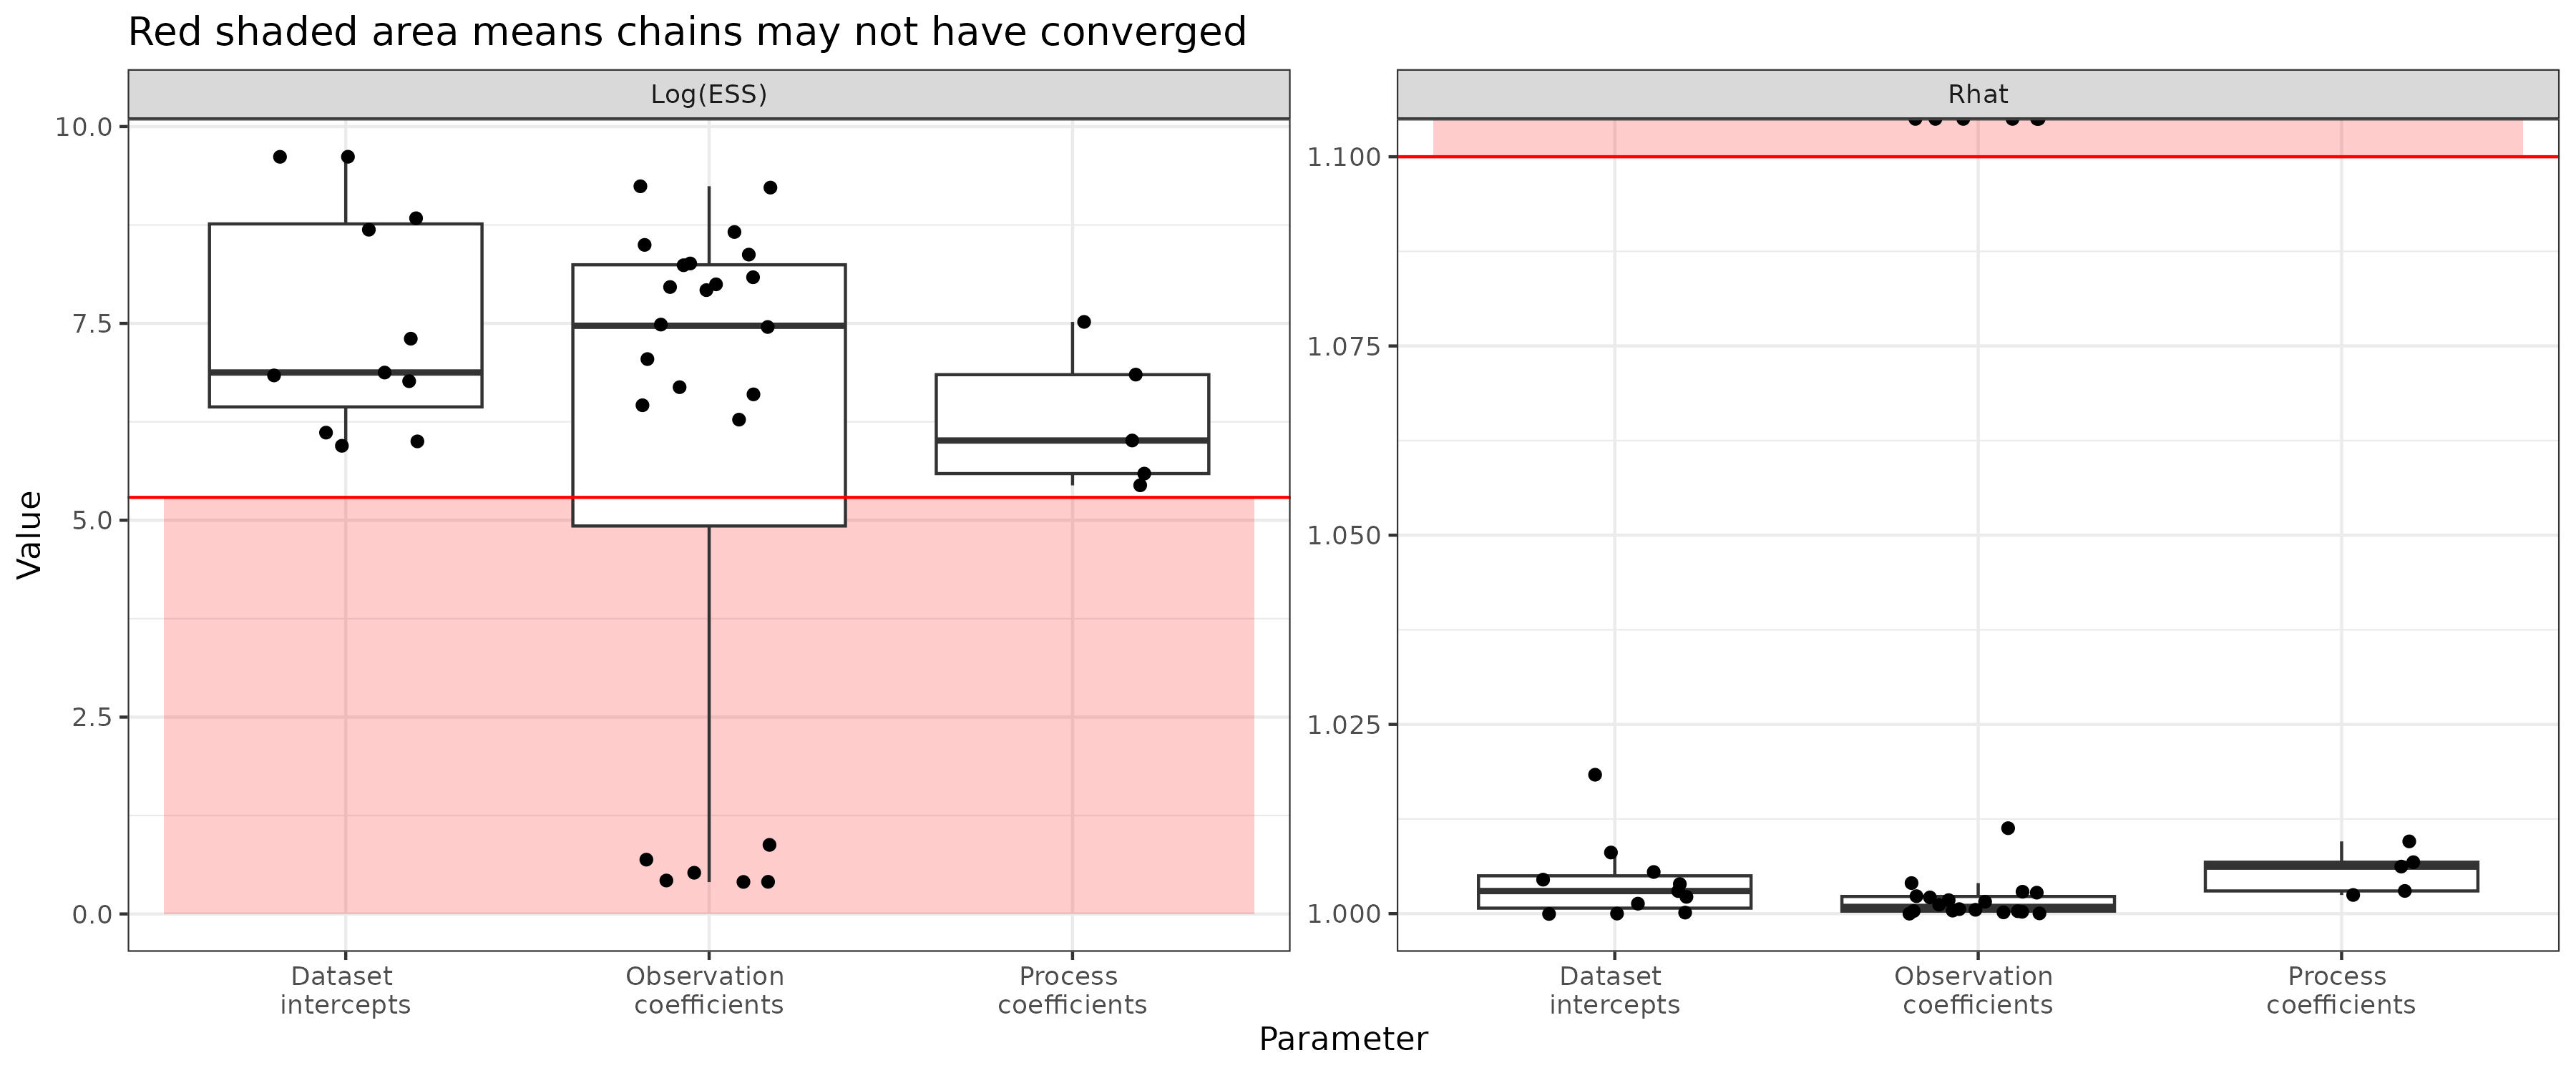 Red shaded area means chains may not have converged
Log(ESS)
Rhat
Value
10.0
7.5
5.0
2.5
0.0
1.100
1.075
1.050
1.025
1.000
Dataset
intercepts
Observation
coefficients
Process
coefficients
Dataset
intercepts
Observation
coefficients
Process
coefficients
Parameter